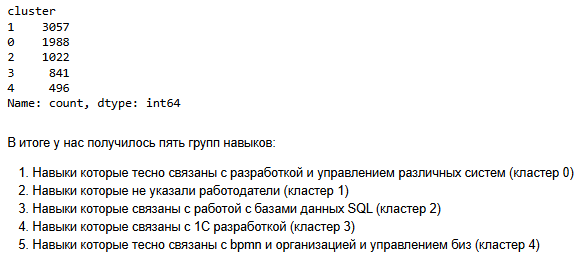 cluster
1    3057
0    1988
2    1022
3     841
4     496
Name: count, dtype: int64
В итоге у нас получилось пять групп навыков:
1. Навыки которые тесно связаны с разработкой и управлением различных систем (кластер 0)
2. Навыки которые не указали работодатели (кластер 1)
3. Навыки которые связаны с работой с базами данных SQL (кластер 2)
4. Навыки которые связаны с 1С разработкой (кластер 3)
5. Навыки которые тесно связаны с bpmn и организацией и управлением биз (кластер 4)